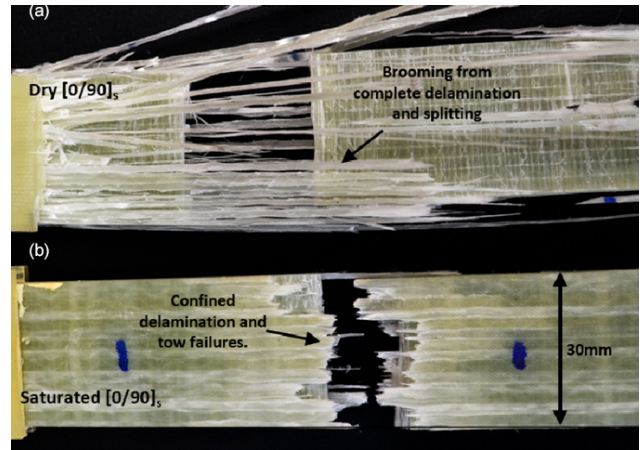 (a)
Dry [0/90]s
Brooming from
complete delamination
and splitting
(b)
Confined
delamination and
tow failures.
30mm
Saturated [0/90]s